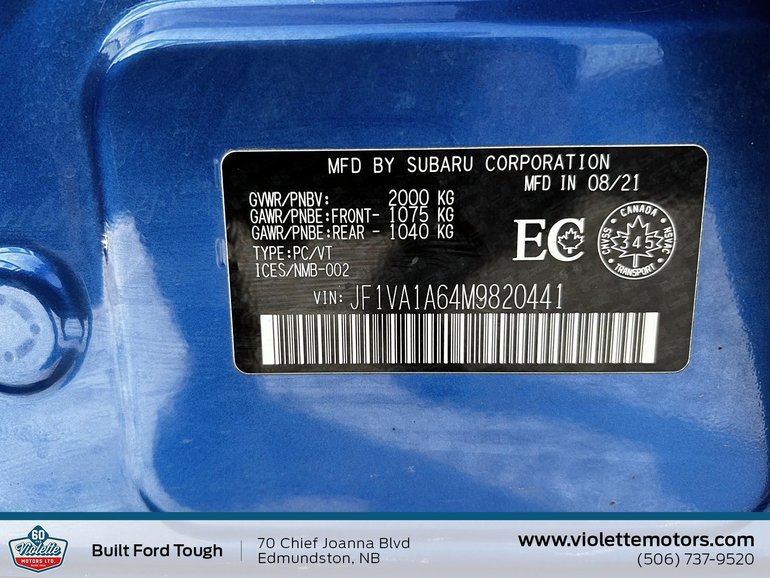 MFD BY SUBARU CORPORATION
MFD IN 08/21
GVWR/PNBV: 2000 KG
GAWR/PNBE:FRONT- 1075 KG
GAWR/PNBE:REAR - 1040 KG
TYPE:PC/VT
ICES/NMB-002
EC
CANADA
345
TRANSPORT
VIN: JF1VA1A64M9820441
60
Violette
MOTORS LTD.
Built Ford Tough
70 Chief Joanna Blvd
Edmundston, NB
www.violettemotors.com
(506) 737-9520